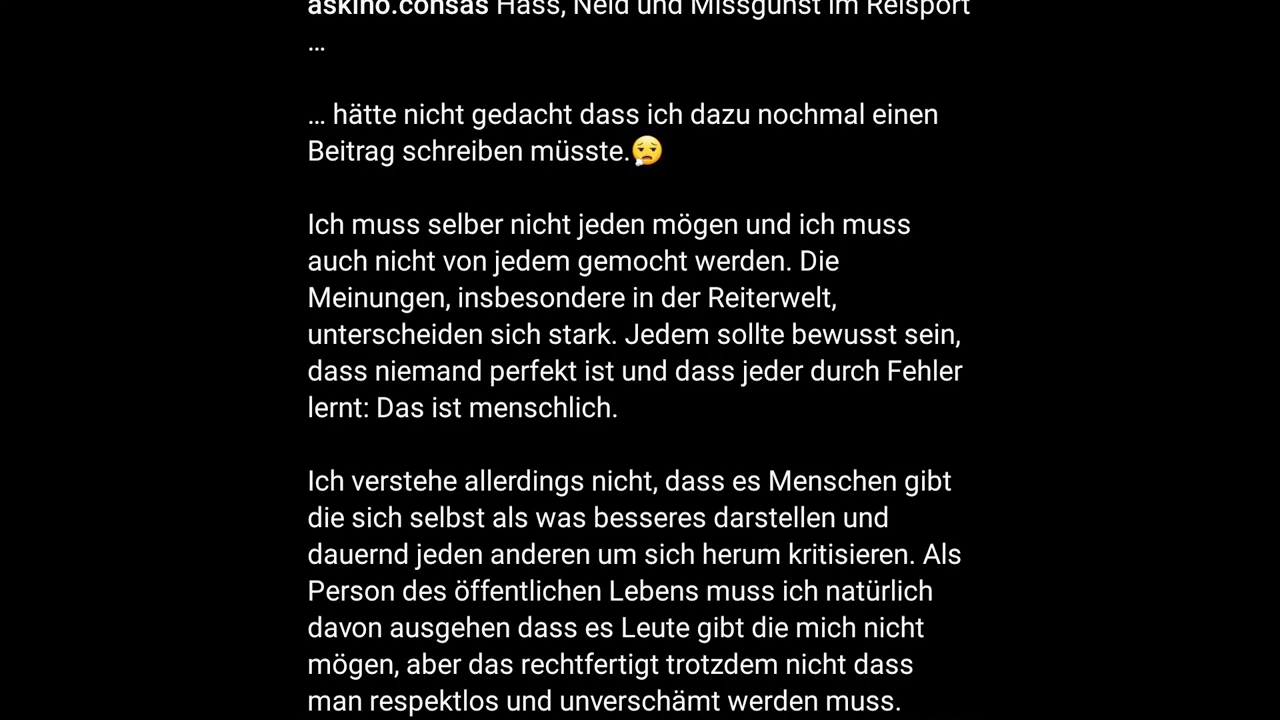 askino.consas Hass, Neid und Missgunst im Reisport
…
… hätte nicht gedacht dass ich dazu nochmal einen
Beitrag schreiben müsste.😮‍💨
Ich muss selber nicht jeden mögen und ich muss
auch nicht von jedem gemocht werden. Die
Meinungen, insbesondere in der Reiterwelt,
unterscheiden sich stark. Jedem sollte bewusst sein,
dass niemand perfekt ist und dass jeder durch Fehler
lernt: Das ist menschlich.
Ich verstehe allerdings nicht, dass es Menschen gibt
die sich selbst als was besseres darstellen und
dauernd jeden anderen um sich herum kritisieren. Als
Person des öffentlichen Lebens muss ich natürlich
davon ausgehen dass es Leute gibt die mich nicht
mögen, aber das rechtfertigt trotzdem nicht dass
man respektlos und unverschämt werden muss.